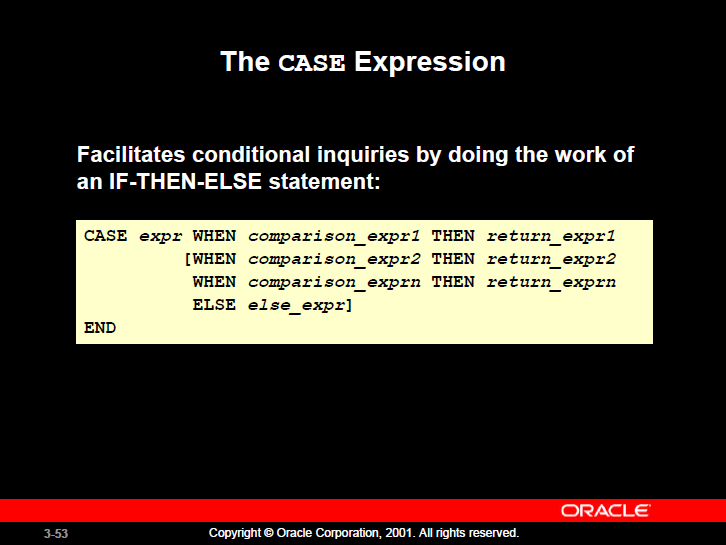 The CASE Expression
Facilitates conditional inquiries by doing the work of
an IF-THEN-ELSE statement:
CASE expr WHEN comparison_expr1 THEN return_expr1
[WHEN comparison_expr2 THEN return_expr2
WHEN comparison_exprn THEN return_exprn
ELSE else_expr]
END
ORACLE
3-53
Copyright © Oracle Corporation, 2001. All rights reserved.